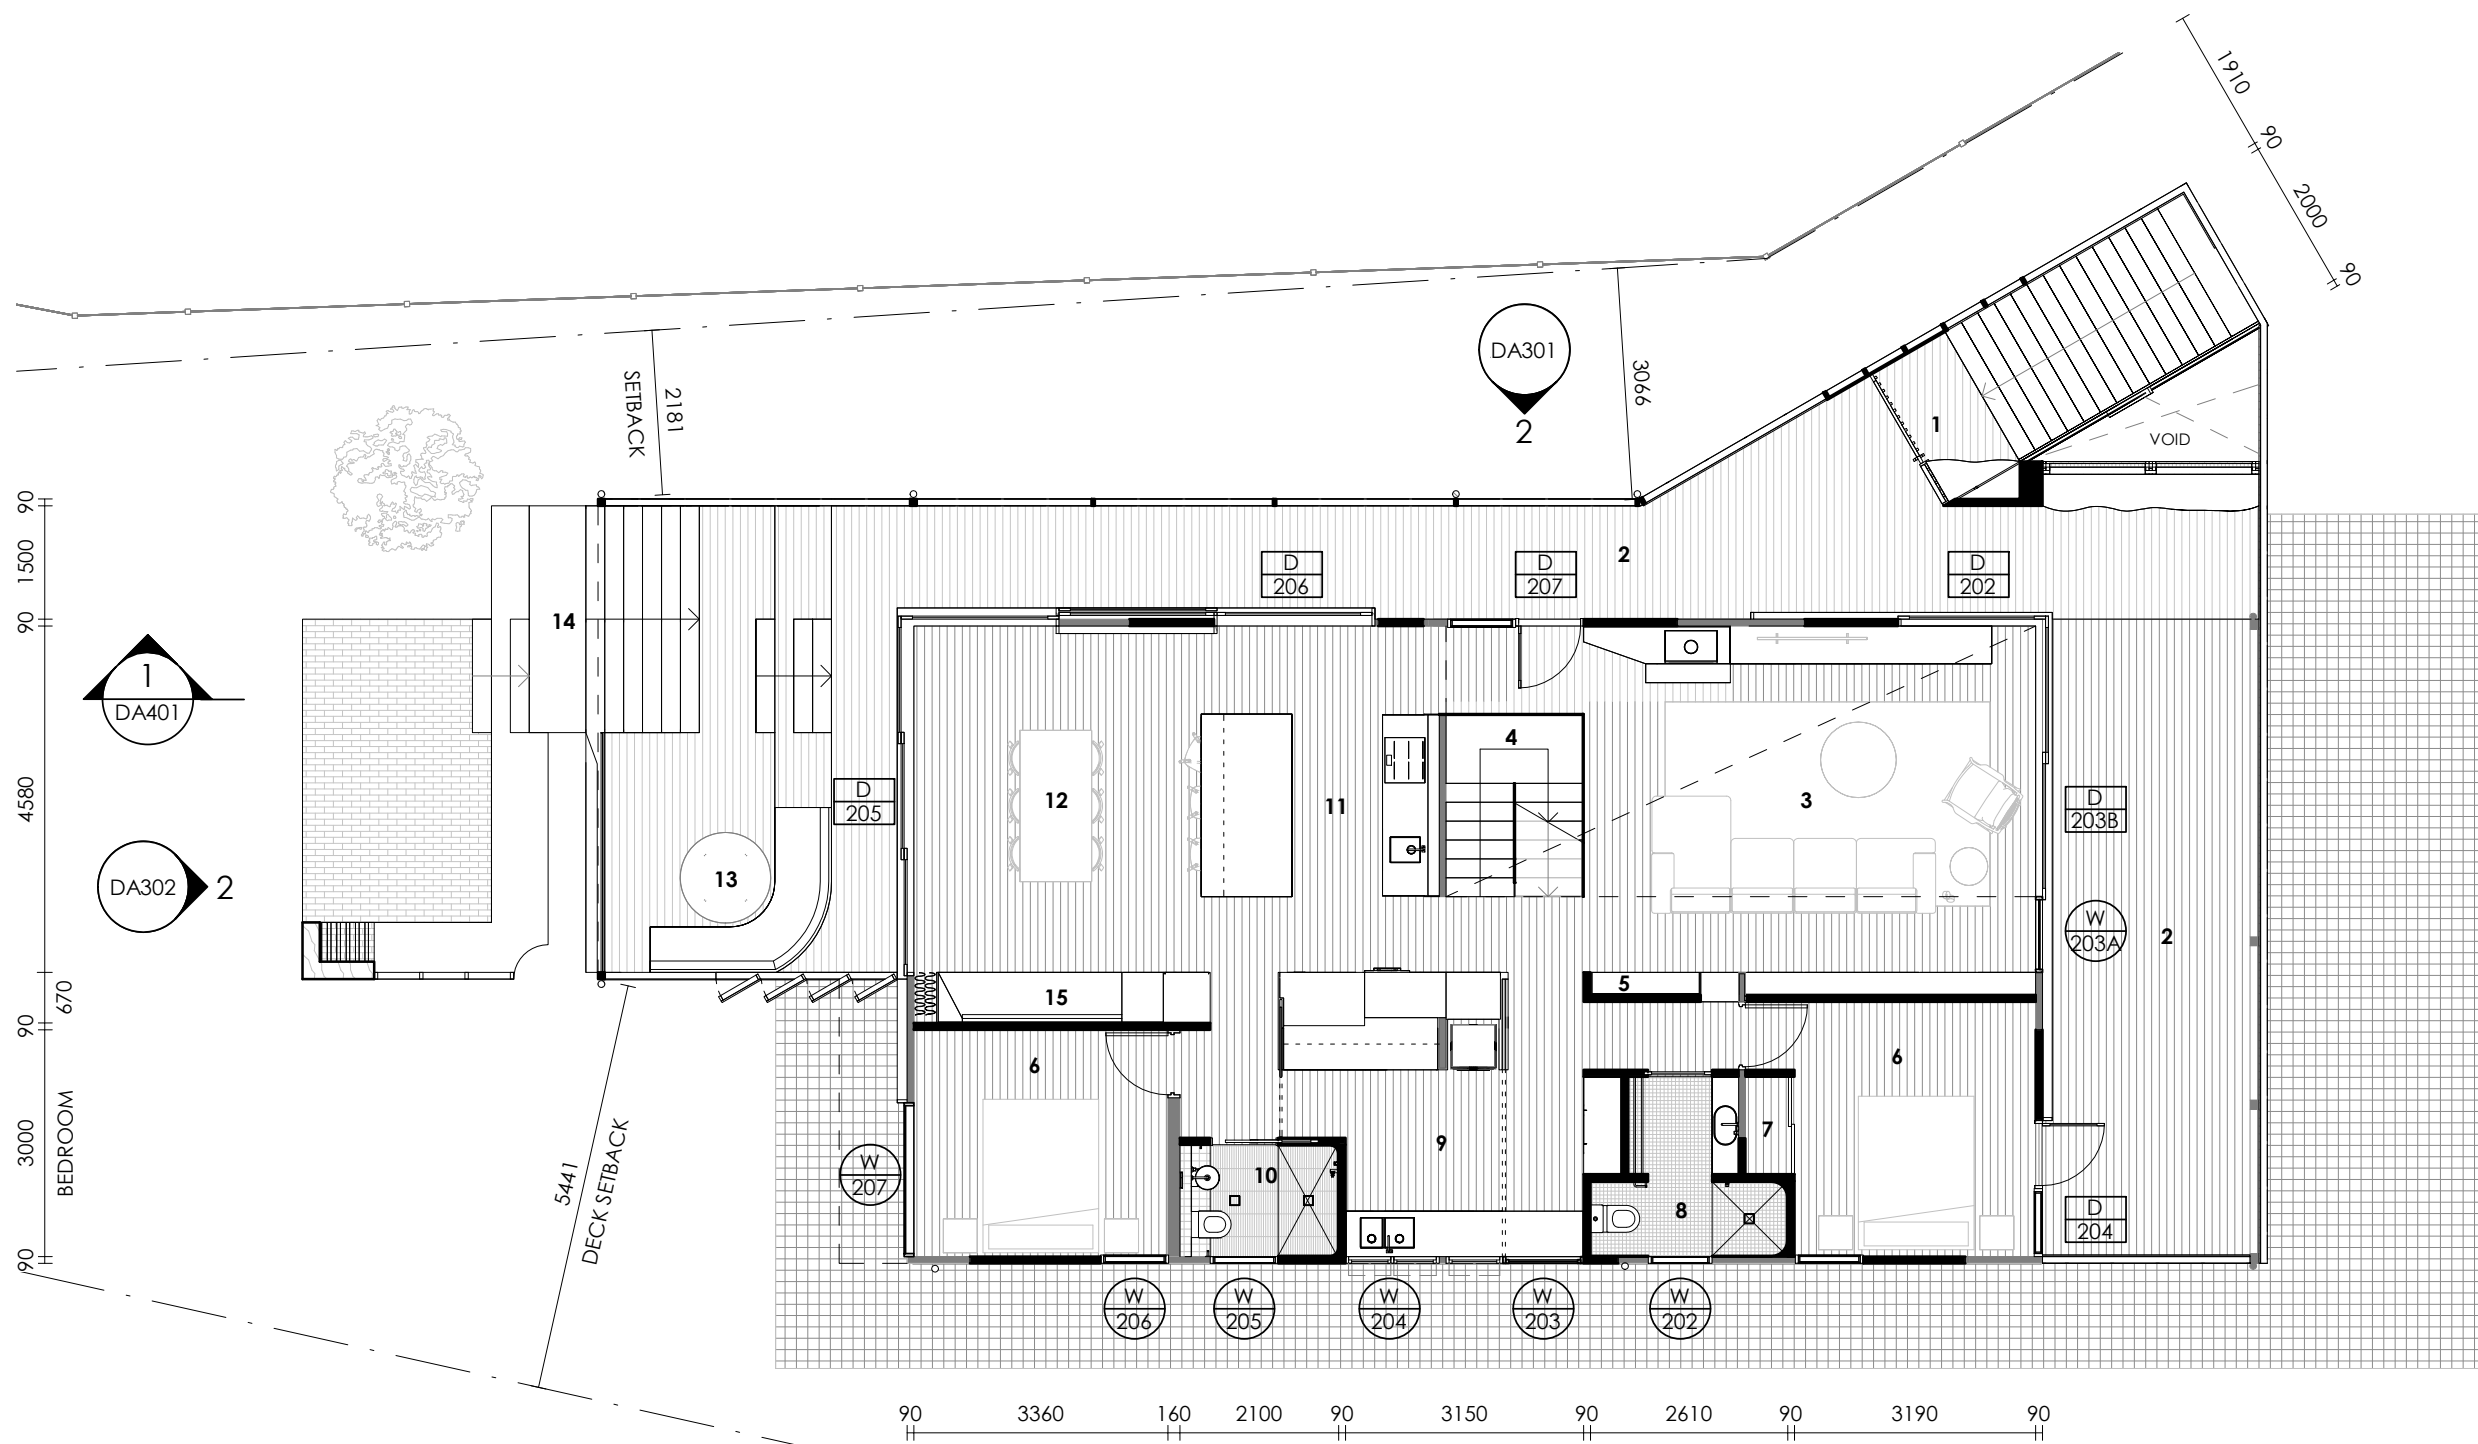 1910
90
2000
90
DA301
2
3066
2181
SETBACK
1
VOID
90
1500
90
4580
670
90
3000
BEDROOM
90
D
206
D
207
2
D
202
14
1
DA401
DA302
2
4
D
205
12
11
3
D
203B
13
W
203A
2
15
5
6
6
9
7
10
8
W
207
5441
DECK SETBACK
D
204
W
206
W
205
W
204
W
203
W
202
90
3360
160
2100
90
3150
90
2610
90
3190
90